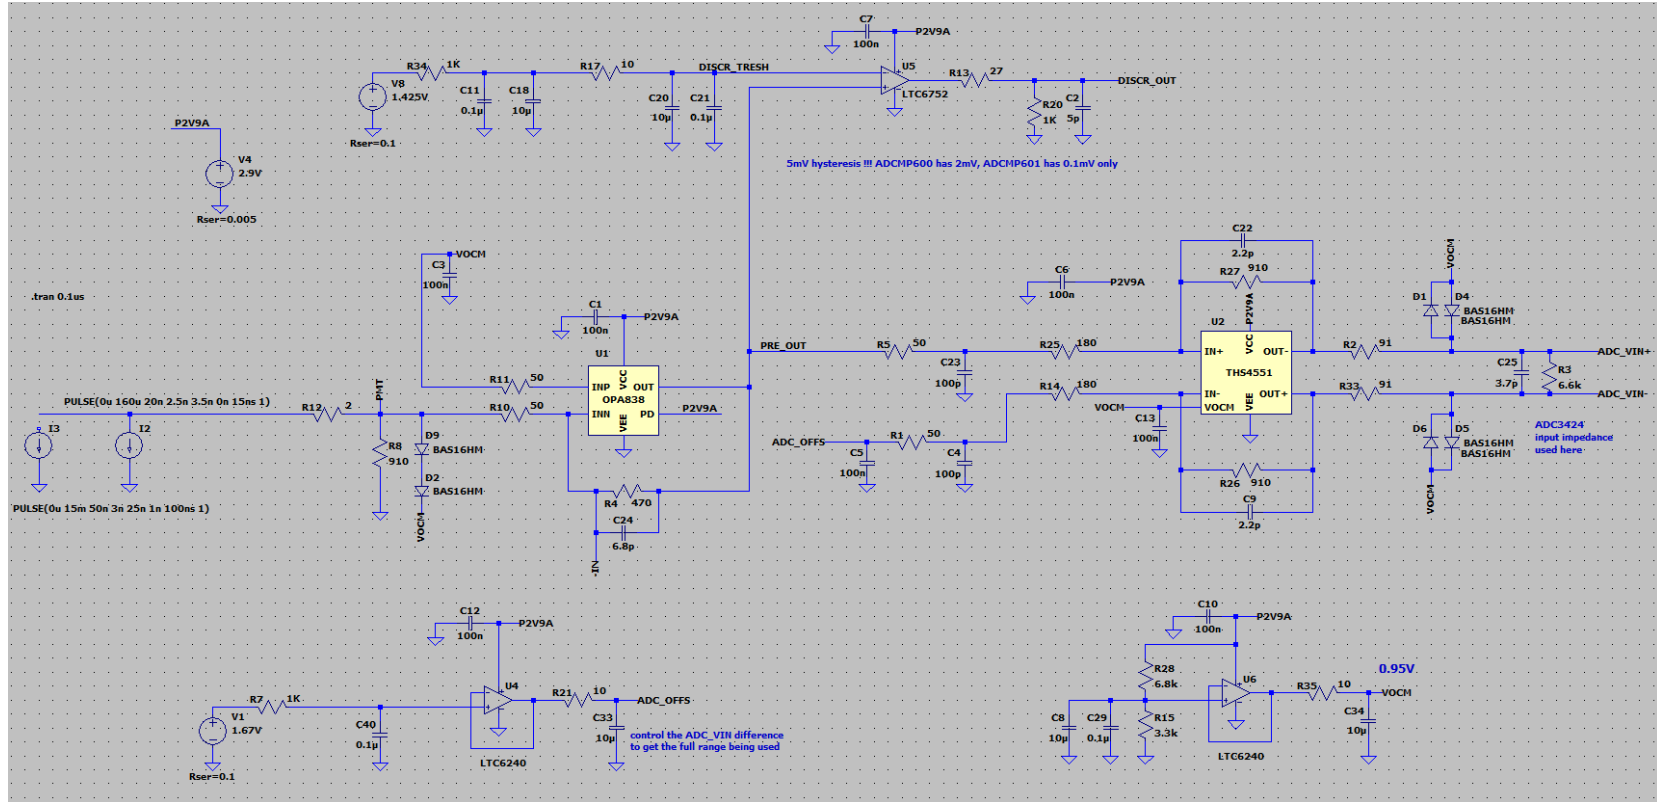 C7
100n
P2V9A
R34 1K
R17 10
DISCR_TRESH
U5
LTC6752
R13 27
DISCR_OUT
V8
1.425V
Rser=0.1
C11
0.1µ
C18
10µ
C20
10µ
C21
0.1µ
R20
1K
C2
5p
P2V9A
V4
2.9V
Rser=0.005
5mV hysteresis !!! ADCMP600 has 2mV, ADCMP601 has 0.1mV only
.tran 0.1us
VOCM
C3
100n
C1
100n
P2V9A
U1
INP
VCC
OUT
OPA838
INN
VEE
PD
P2V9A
R11 50
R10 50
PMT
PULSE(0u 160u 20n 2.5n 3.5n 0n 15ns 1)
R12 2
I3
I2
R8
910
D9
BAS16HM
D2
BAS16HM
VOCM
PULSE(0u 15m 50n 3n 25n 1n 100ns 1)
R4 470
C24
6.8p
-IN
PRE_OUT
R5 50
C23
100p
R25 180
R14 180
ADC_OFFS
C5
100n
R1 50
C4
100p
C6
100n
P2V9A
C22
2.2p
R27 910
P2V9A
U2
IN+
VCC
OUT-
THS4551
IN-
OUT+
VOCM
VEE
VOCM
C13
100n
R26 910
C9
2.2p
R2 91
R33 91
VOCM
D1
D4
BAS16HM
BAS16HM
C25
3.7p
R3
6.6k
ADC_VIN+
ADC_VIN-
D6
D5
BAS16HM
BAS16HM
VOCM
ADC3424
input impedance
used here
C12
100n
P2V9A
R7 1K
V1
1.67V
Rser=0.1
C40
0.1µ
U4
LTC6240
R21 10
ADC_OFFS
C33
10µ
control the ADC_VIN difference
to get the full range being used
C10
100n
P2V9A
R28
6.8k
C8
10µ
C29
0.1µ
R15
3.3k
U6
LTC6240
R35 10
0.95V
VOCM
C34
10µ